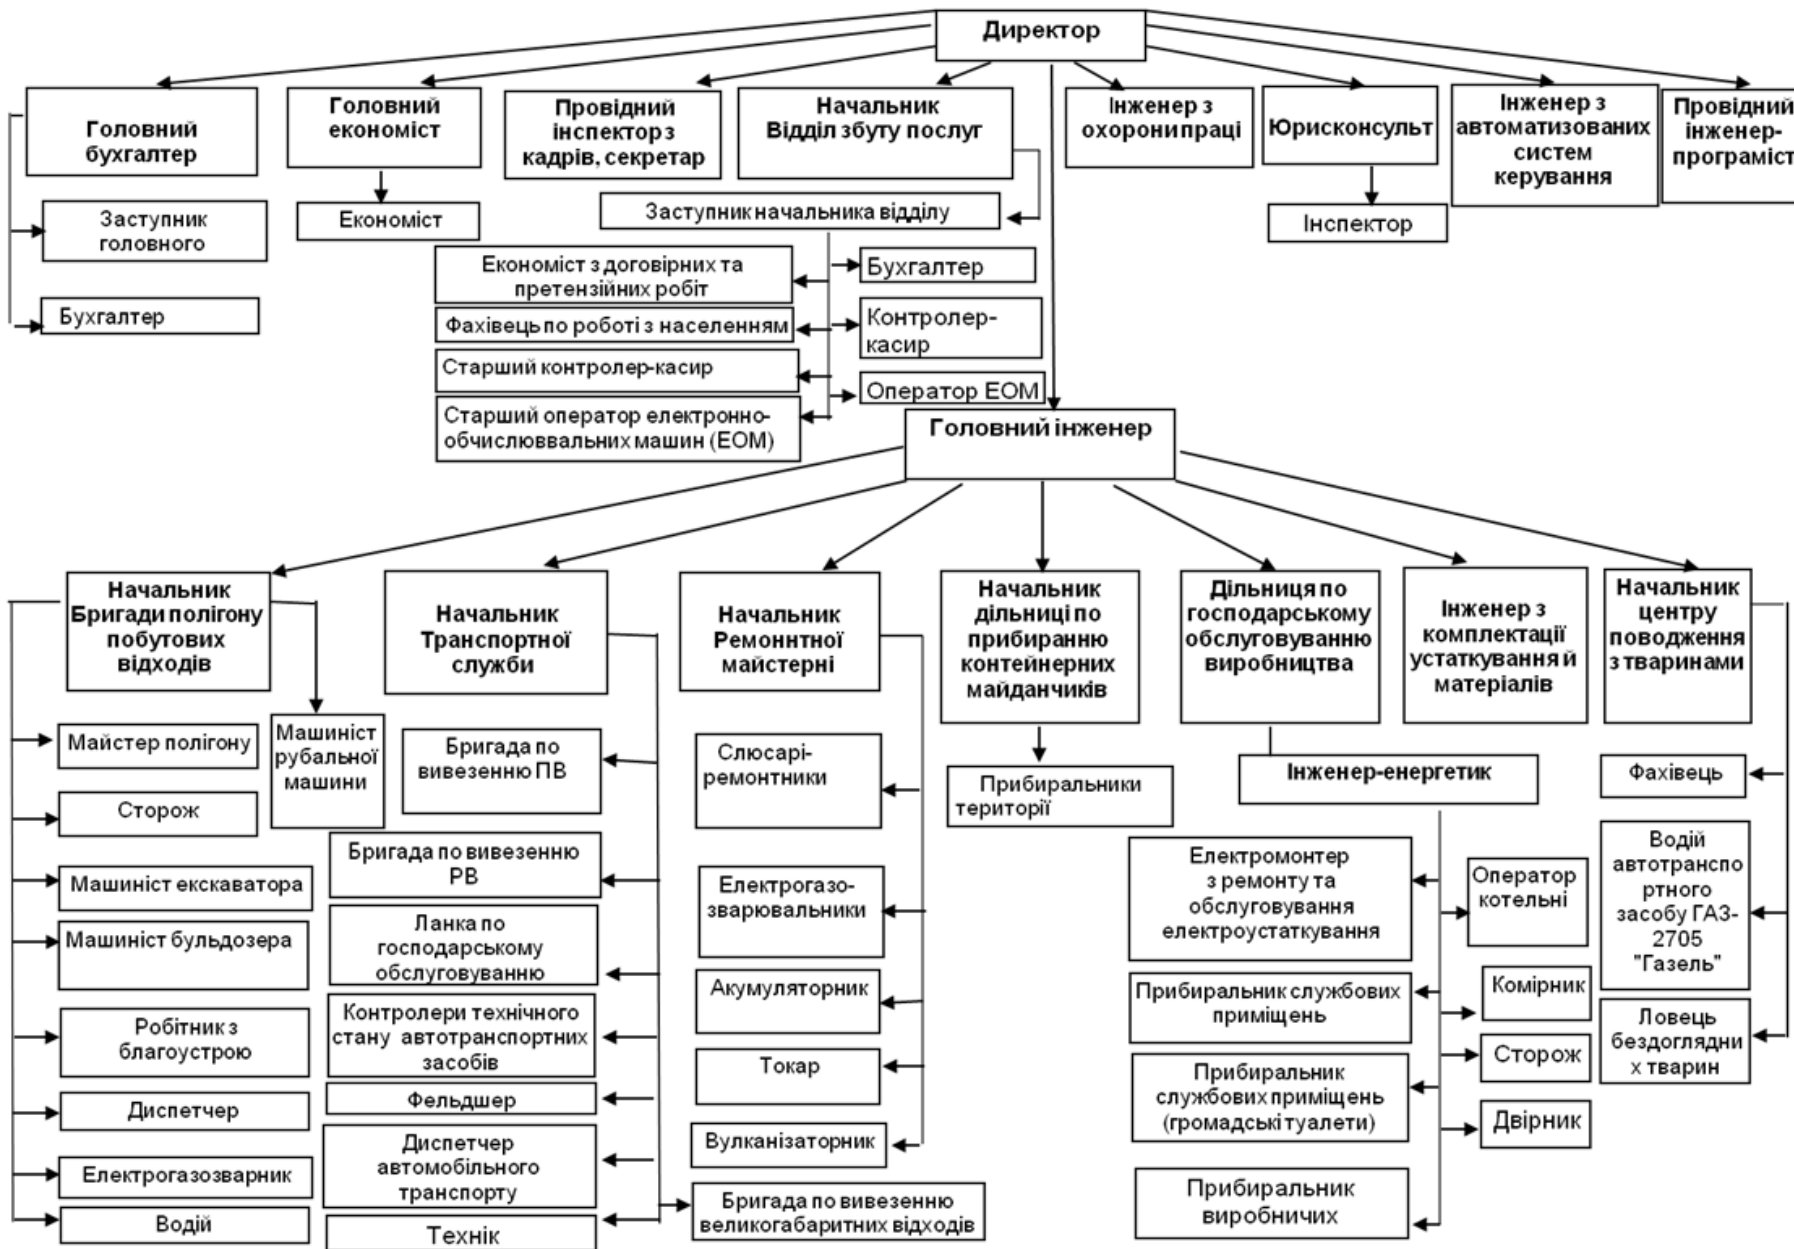 Директор
Головний
бухгалтер
Головний
економіст
Провідний
інспектор з
кадрів, секретар
Начальник
Відділ збуту послуг
Інженер з
охорони праці
Юрисконсульт
Інженер з
автоматизованих
систем
керування
Провідний
інженер-
програміст
Заступник
головного
Бухгалтер
Економіст
Заступник начальника відділу
Інспектор
Економіст з договірних та
претензійних робіт
Фахівець по роботі з населенням
Старший контролер-касир
Старший оператор електронно-
обчислюввальних машин (ЕОМ)
Бухгалтер
Контролер-
касир
Оператор ЕОМ
Головний інженер
Начальник
Бригади полігону
побутових
відходів
Начальник
Транспортної
служби
Начальник
Ремоннтної
майстерні
Начальник
дільниці по
прибиранню
контейнерних
майданчиків
Дільниця по
господарському
обслуговуванню
виробництва
Інженер з
комплектації
устаткування й
матеріалів
Начальник
центру
поводження
з тваринами
Майстер полігону
Сторож
Машиніст екскаватора
Машиніст бульдозера
Робітник з
благоустрою
Диспетчер
Електрогазозварник
Водій
Машиніст
рубальної
машини
Бригада по
вивезенню ПВ
Бригада по вивезенню
РВ
Ланка по
господарському
обслуговуванню
Контролери технічного
стану автотранспортних
засобів
Фельдшер
Диспетчер
автомобільного
транспорту
Технік
Слюсарі-
ремонтники
Електрогазо-
зварювальники
Акумуляторник
Токар
Вулканізаторник
Бригада по вивезенню
великогабаритних відходів
Прибиральники
території
Інженер-енергетик
Електромонтер
з ремонту та
обслуговування
електроустаткування
Прибиральник службових
приміщень
Прибиральник
службових приміщень
(громадські туалети)
Прибиральник
виробничих
Оператор
котельні
Комірник
Сторож
Двірник
Фахівець
Водій
автотранспо
ртного
засобу ГАЗ-
2705
"Газель"
Ловець
бездоглядни
х тварин